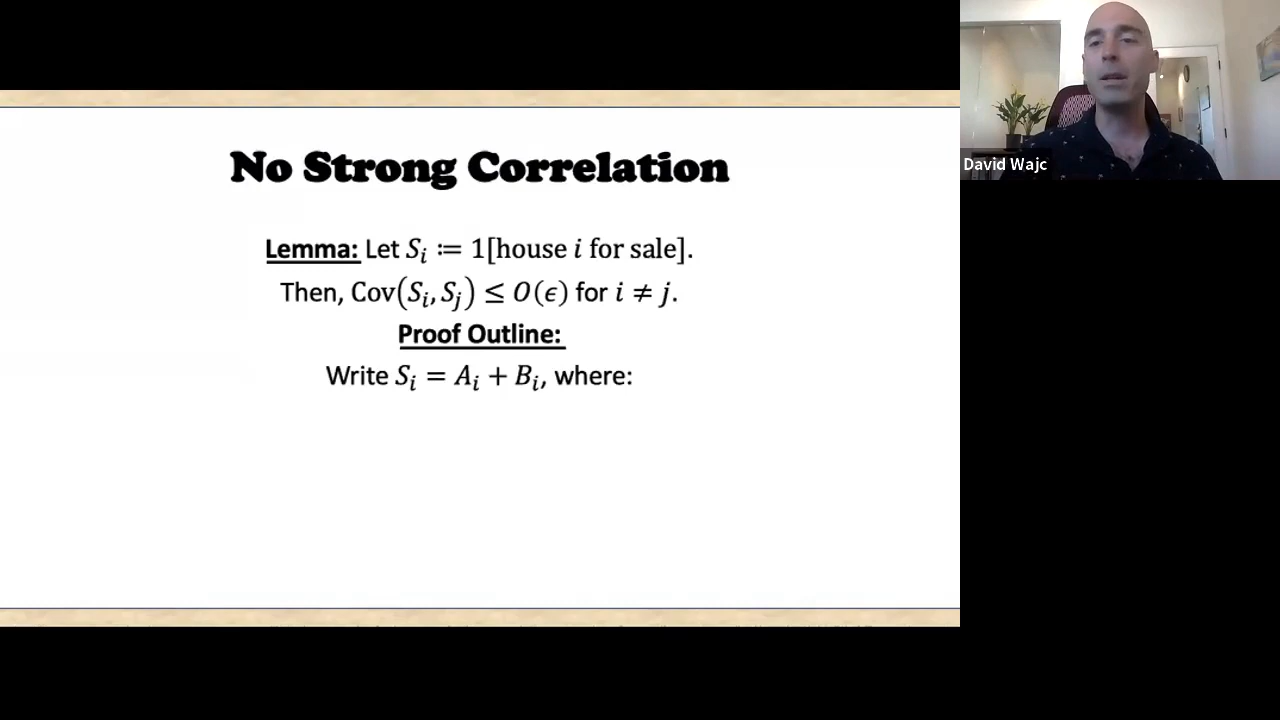 No Strong Correlation
Lemma: Let 𝑆ᵢ ≔ 1[house 𝑖 for sale].
Then, Cov(𝑆ᵢ, 𝑆ⱼ) ≤ 𝑂(𝜖) for 𝑖 ≠ 𝑗.
Proof Outline:
Write 𝑆ᵢ = 𝐴ᵢ + 𝐵ᵢ, where:
David Wajc